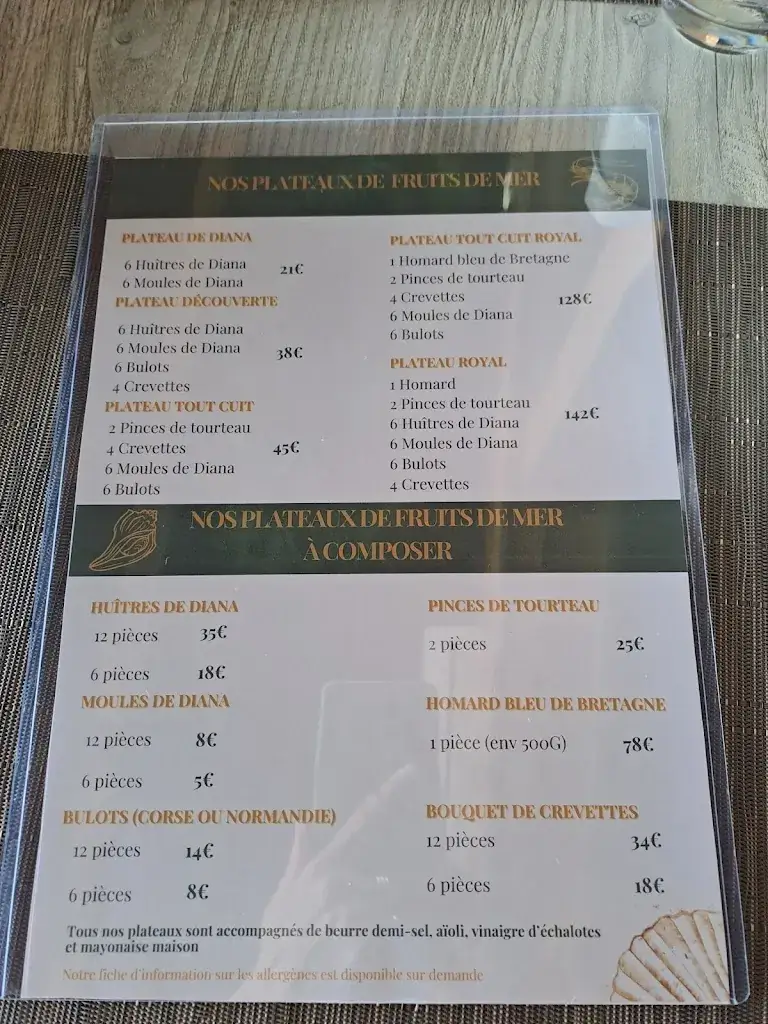 NOS PLATEAUX DE FRUITS DE MER
PLATEAU DE DIANA
6 Huîtres de Diana
21€
6 Moules de Diana
PLATEAU DÉCOUVERTE
6 Huîtres de Diana
6 Moules de Diana
38€
6 Bulots
4 Crevettes
PLATEAU TOUT CUIT
2 Pinces de tourteau
4 Crevettes
45€
6 Moules de Diana
6 Bulots
PLATEAU TOUT CUIT ROYAL
1 Homard bleu de Bretagne
2 Pinces de tourteau
4 Crevettes
128€
6 Moules de Diana
6 Bulots
PLATEAU ROYAL
1 Homard
2 Pinces de tourteau
142€
6 Huîtres de Diana
6 Moules de Diana
6 Bulots
4 Crevettes
NOS PLATEAUX DE FRUITS DE MER
À COMPOSER
HUÎTRES DE DIANA
12 pièces 35€
6 pièces 18€
MOULES DE DIANA
12 pièces 8€
6 pièces 5€
BULOTS (CORSE OU NORMANDIE)
12 pièces 14€
6 pièces 8€
PINCES DE TOURTEAU
2 pièces 25€
HOMARD BLEU DE BRETAGNE
1 pièce (env 500G) 78€
BOUQUET DE CREVETTES
12 pièces 34€
6 pièces 18€
Tous nos plateaux sont accompagnés de beurre demi-sel, aïoli, vinaigre d'échalotes
et mayonaise maison
Notre fiche d'information sur les allergènes est disponible sur demande